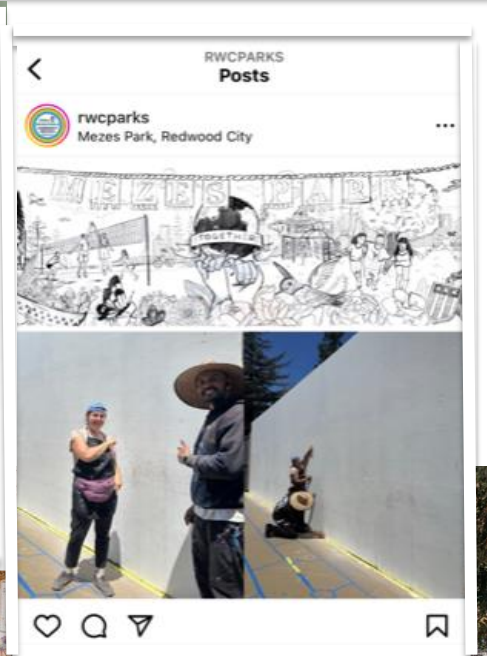 RWCPARKS
Posts
rwcparks
Mezes Park, Redwood City
MEZES PARK
TOGETHER